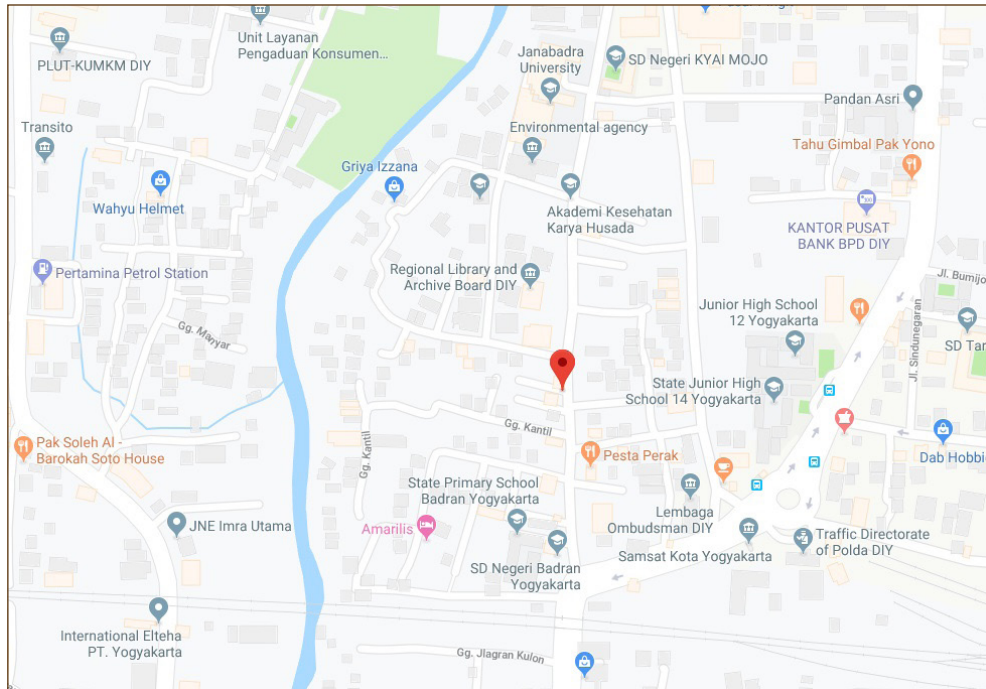 Unit Layanan
Pengaduan Konsumen...
PLUT-KUMKM DIY
Janabadra
University
SD Negeri KYAI MOJO
Pandan Asri
Transito
Environmental agency
Tahu Gimbal Pak Yono
Griya Izzana
Wahyu Helmet
Akademi Kesehatan
Karya Husada
KANTOR PUSAT
BANK BPD DIY
Pertamina Petrol Station
Regional Library and
Archive Board DIY
Jl. Bumijo
Junior High School
12 Yogyakarta
Gg. Manyar
SD Tar
Jl. Sindunegaran
State Junior High
School 14 Yogyakarta
Gg. Kantil
Gg. Kantil
Pak Soleh Al -
Barokah Soto House
Pesta Perak
Dab Hobbie
State Primary School
Badran Yogyakarta
Lembaga
Ombudsman DIY
JNE Imra Utama
Amarilis
Samsat Kota Yogyakarta
Traffic Directorate
of Polda DIY
SD Negeri Badran
Yogyakarta
International Elteha
PT. Yogyakarta
Gg. Jlagran Kulon